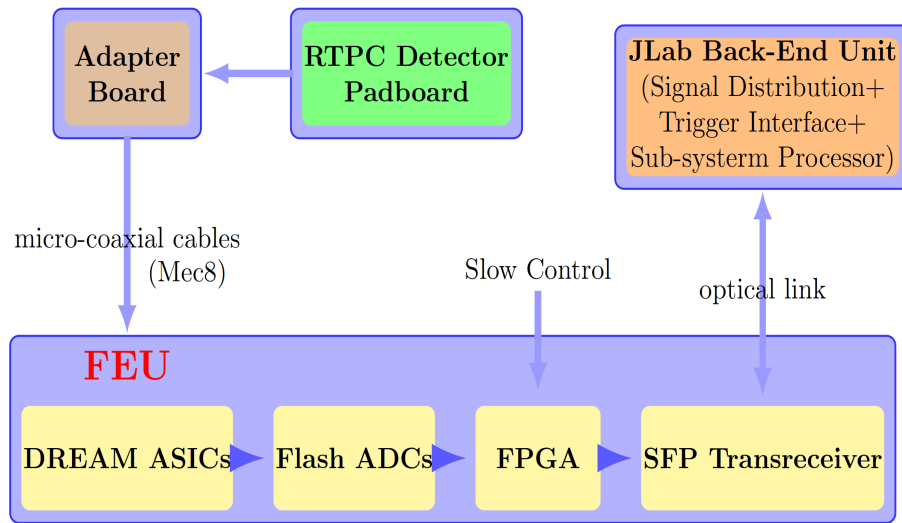 Adapter
Board
RTPC Detector
Padboard
JLab Back-End Unit
(Signal Distribution+
Trigger Interface+
Sub-systerm Processor)
micro-coaxial cables
(Mec8)
Slow Control
optical link
FEU
DREAM ASICs
Flash ADCs
FPGA
SFP Transreceiver